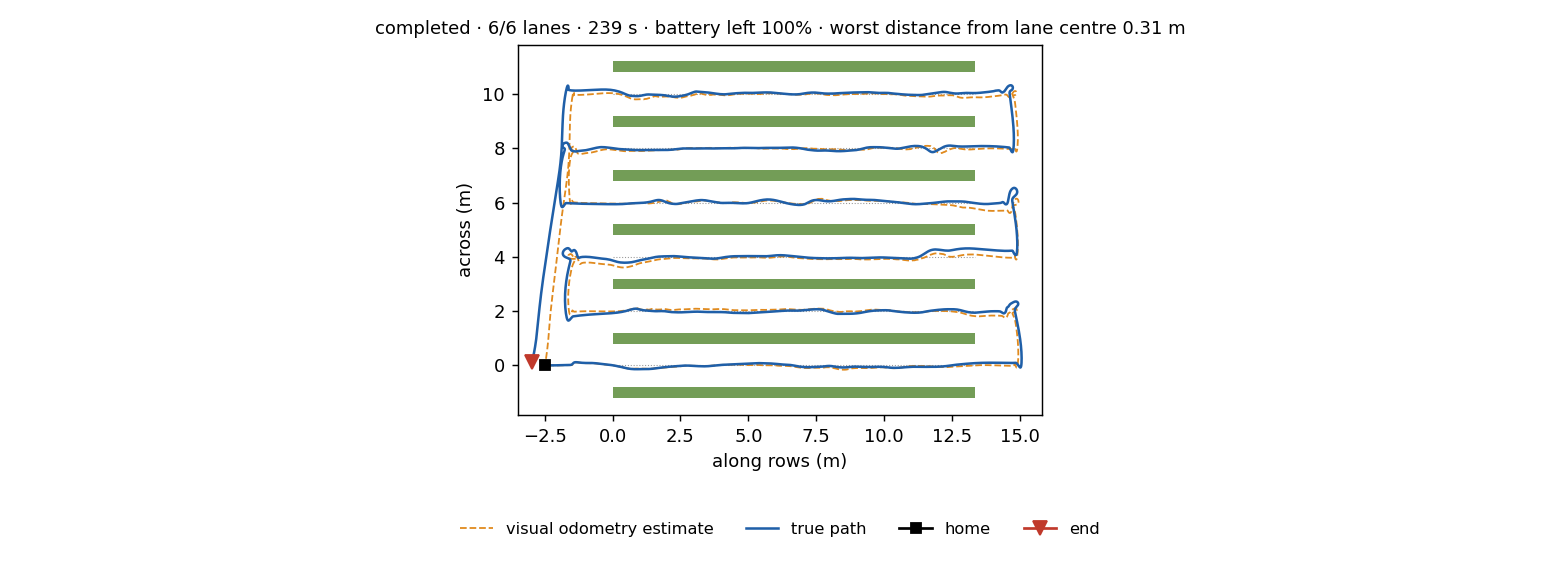 completed · 6/6 lanes · 239 s · battery left 100% · worst distance from lane centre 0.31 m
across (m)
10
8
6
4
2
0
−2.5
0.0
2.5
5.0
7.5
10.0
12.5
15.0
along rows (m)
visual odometry estimate
true path
home
end